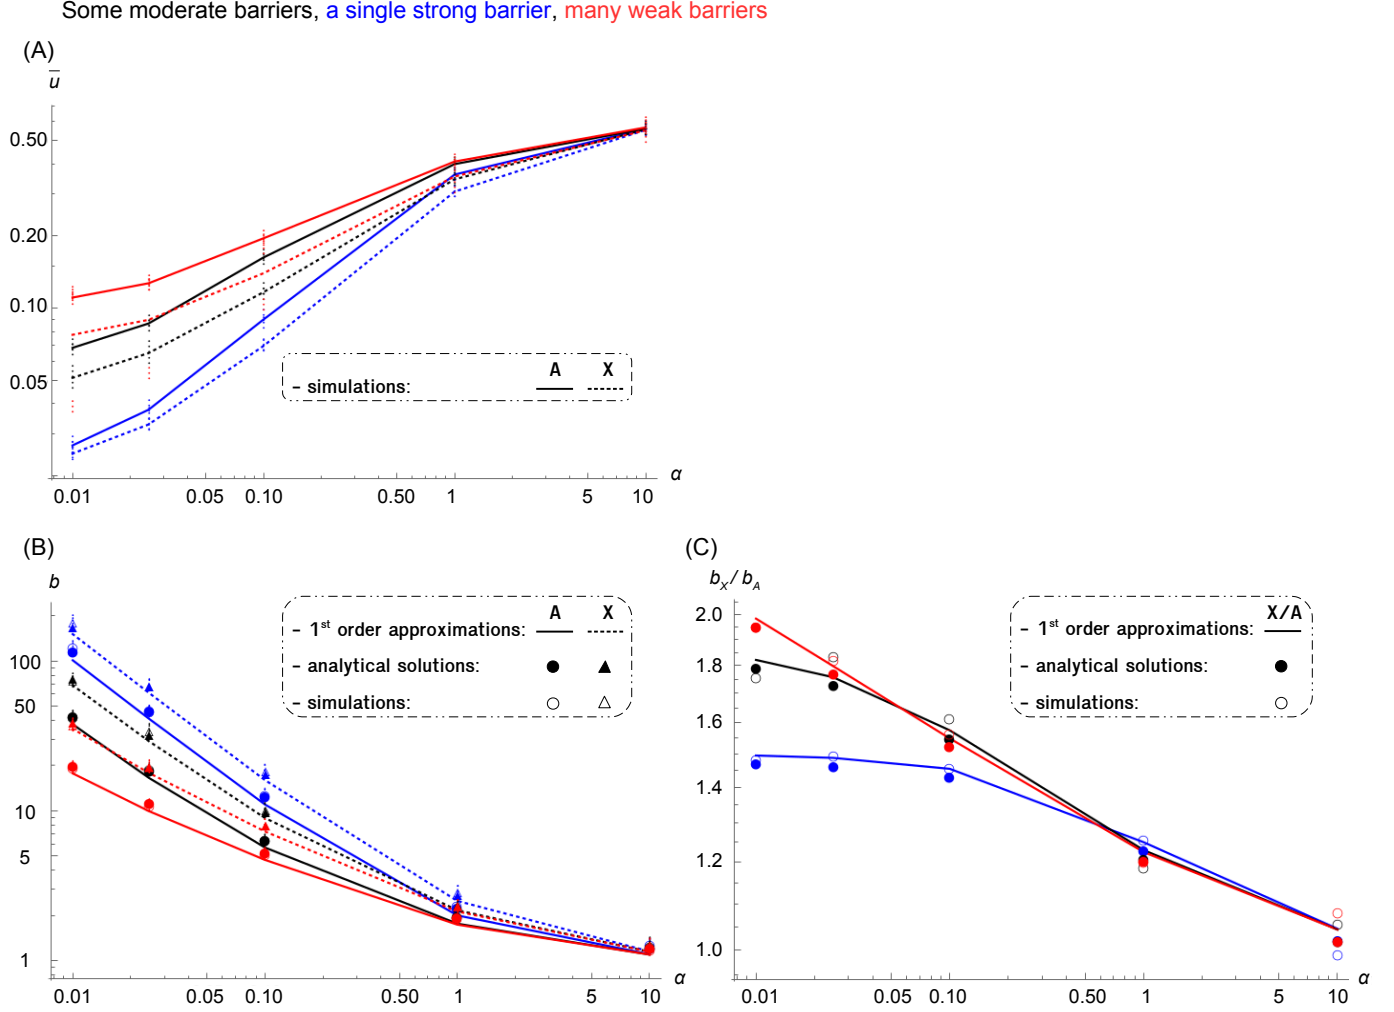 Some moderate barriers, a single strong barrier, many weak barriers
(A)
u
0.50
0.20
0.10
0.05
A X
– simulations:
0.01 0.05 0.10 0.50 1 5 10 α
(B)
b
100
50
10
5
1
A X
– 1st order approximations:
– analytical solutions:
– simulations:
0.01 0.05 0.10 0.50 1 5 10 α
(C)
bX / bA
2.0
1.8
1.6
1.4
1.2
1.0
X/A
– 1st order approximations:
– analytical solutions:
– simulations:
0.01 0.05 0.10 0.50 1 5 10 α